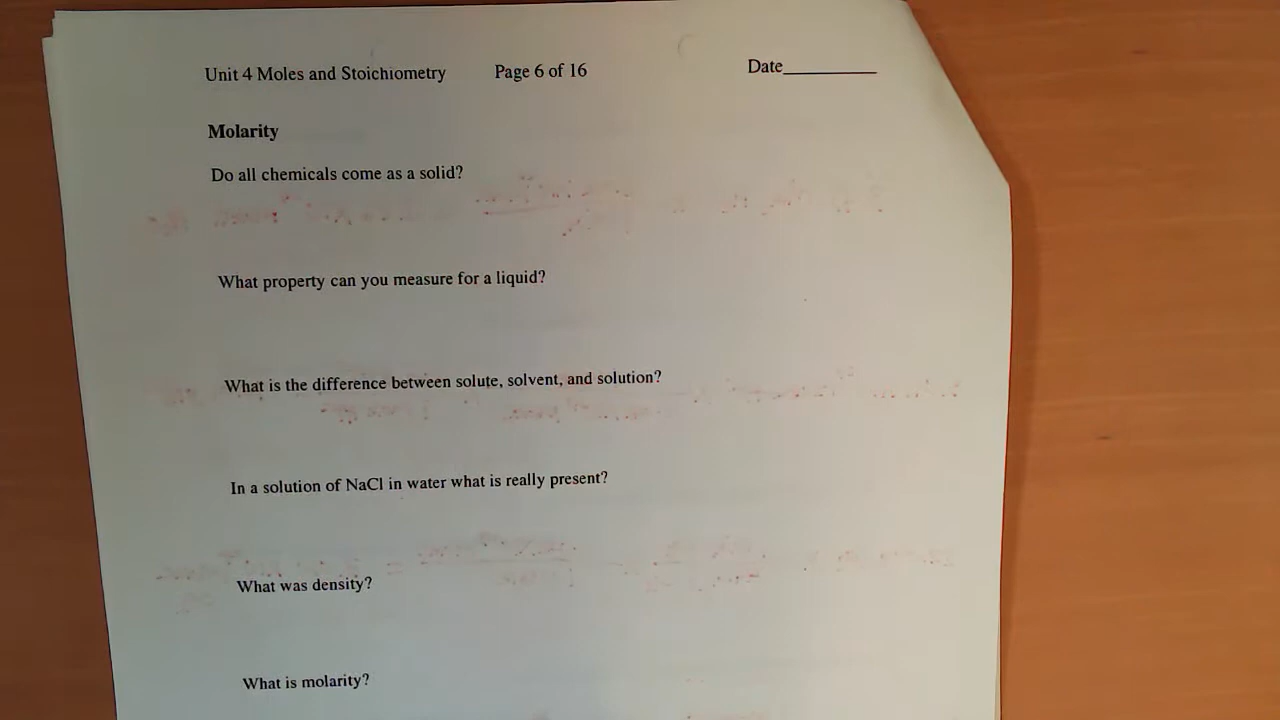 Unit 4 Moles and Stoichiometry Page 6 of 16 Date__________
Molarity
Do all chemicals come as a solid?
What property can you measure for a liquid?
What is the difference between solute, solvent, and solution?
In a solution of NaCl in water what is really present?
What was density?
What is molarity?